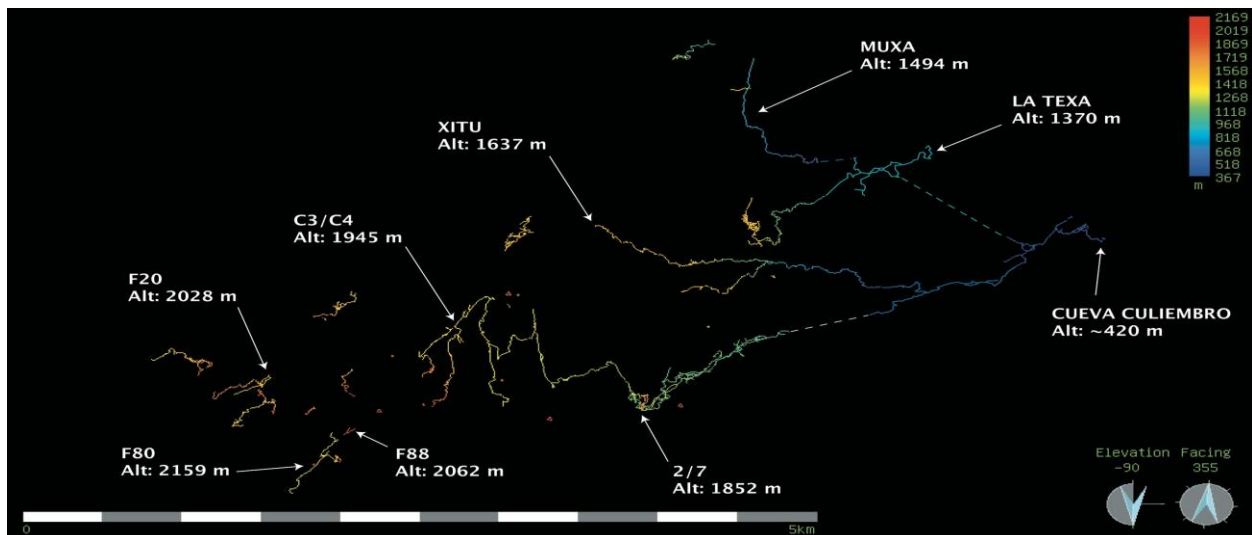 MUXA
Alt: 1494 m
LA TEXA
Alt: 1370 m
XITU
Alt: 1637 m
C3/C4
Alt: 1945 m
F20
Alt: 2028 m
CUEVA CULIEMBRO
Alt: ~420 m
F80
Alt: 2159 m
F88
Alt: 2062 m
2/7
Alt: 1852 m
2169
2019
1869
1719
1568
1418
1268
1118
968
818
668
518
367
m
Elevation Facing
-90 355
0 5km